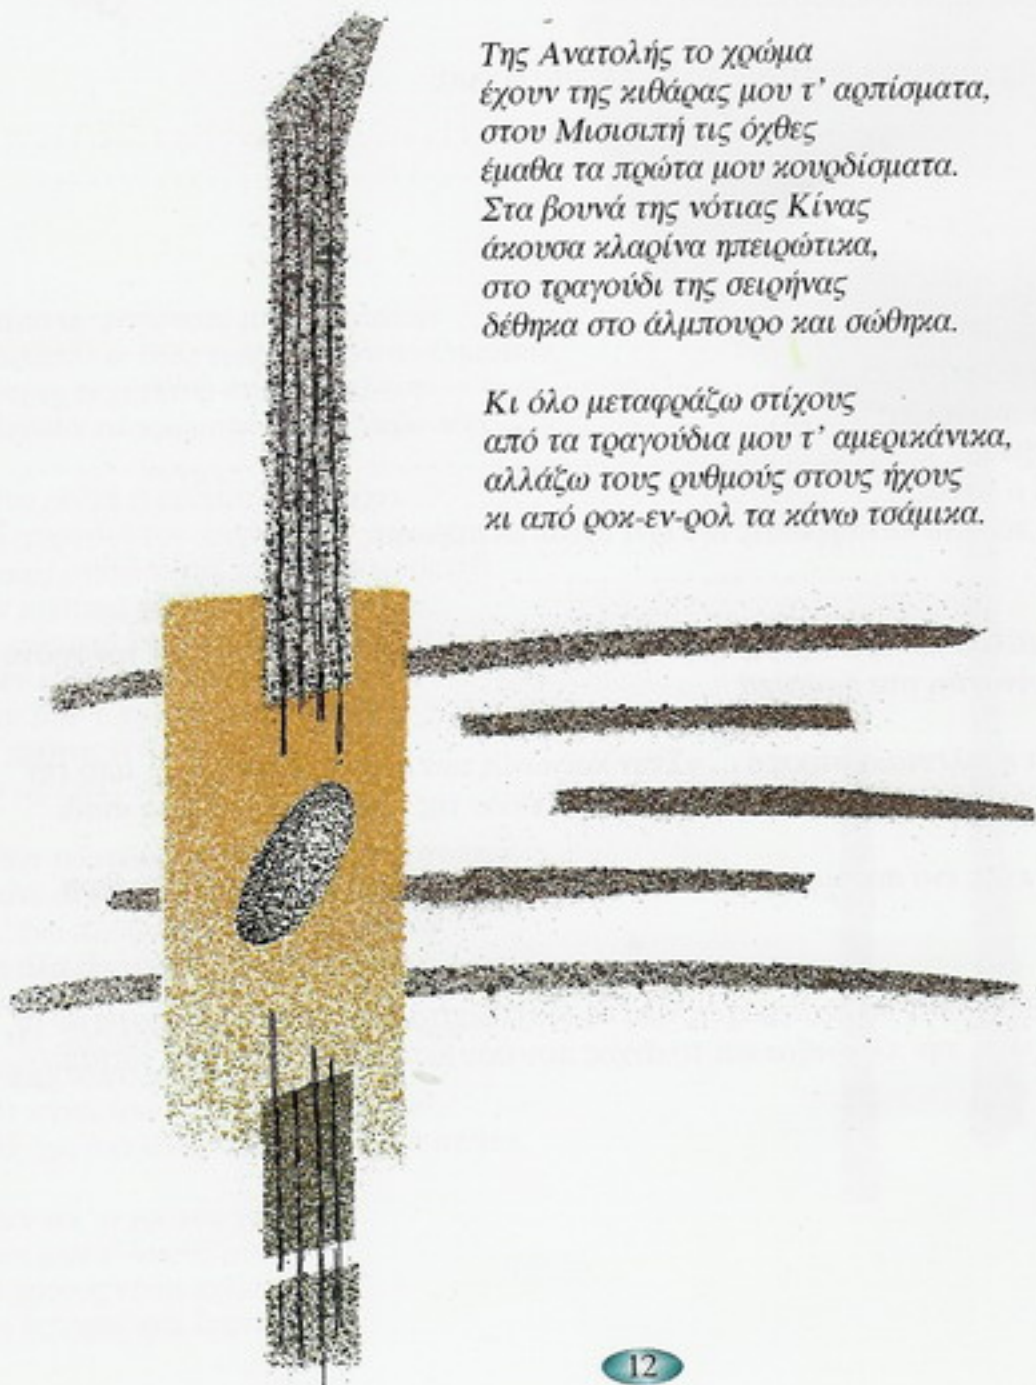 Της Ανατολής το χρώμα
έχουν της κιθάρας μου τ' αρπίσματα,
στου Μισισιπή τις όχθες
έμαθα τα πρώτα μου κουρδίσματα.
Στα βουνά της νότιας Κίνας
άκουσα κλαρίνα ηπειρώτικα,
στο τραγούδι της σειρήνας
δέθηκα στο άλμπουρο και σώθηκα.

Κι όλο μεταφράζω στίχους
από τα τραγούδια μου τ' αμερικάνικα,
αλλάζω τους ρυθμούς στους ήχους
κι από ροκ-εν-ρολ τα κάνω τσάμικα.

12